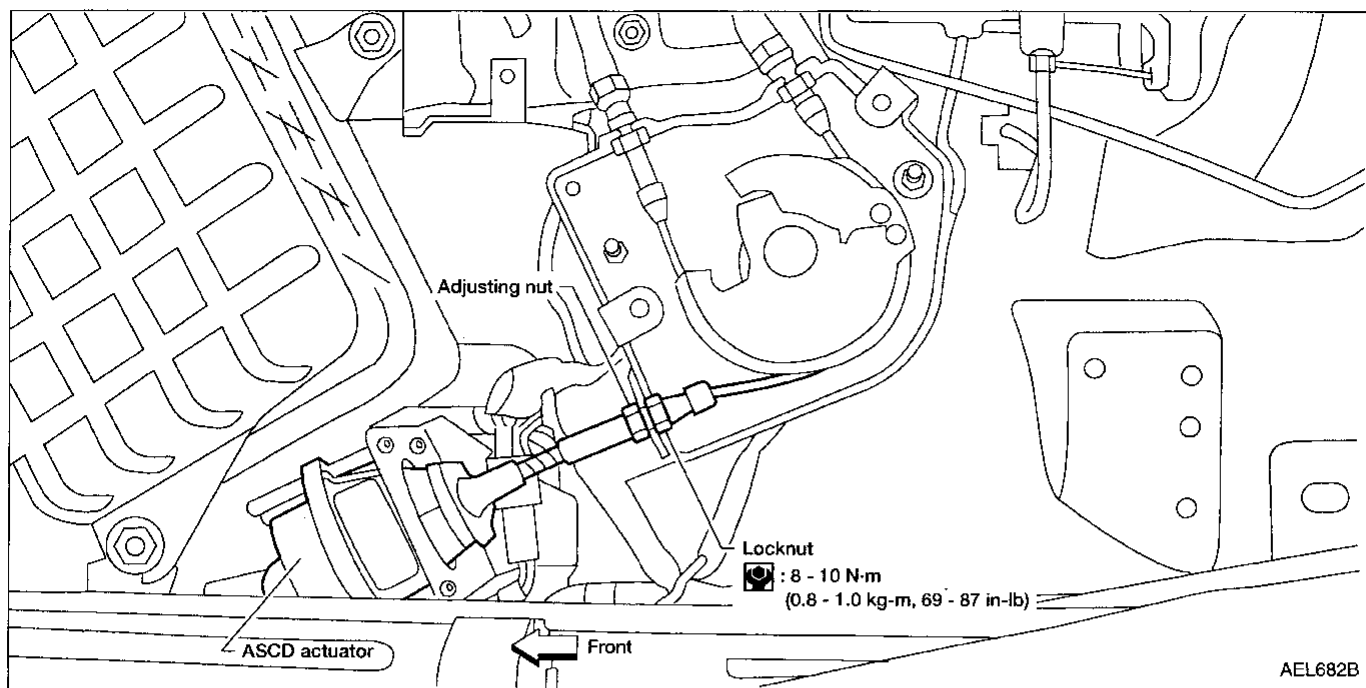 Adjusting nut
Locknut
: 8 - 10 N·m
(0.8 - 1.0 kg-m, 69 - 87 in-lb)
ASCD actuator
Front
AEL682B